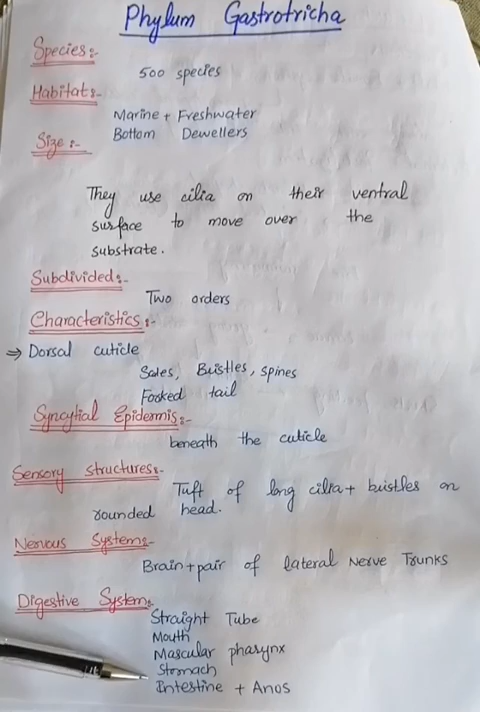 Phylum Gastrotricha
Species:-
500 species
Habitat:-
Marine + Freshwater
Bottom Dewellers
Size:-
They use cilia on their ventral
surface to move over the
substrate.
Subdivided:-
Two orders
Characteristics:-
⇒ Dorsal cuticle
Sales, Bristles, spines
Forked tail
Syncytial Epidermis:-
beneath the cuticle
Sensory structures:-
Tuft of long cilia + bristles on
rounded head.
Nervous System:-
Brain + pair of lateral Nerve Trunks
Digestive System:-
Straight Tube
Mouth
Mascular pharynx
Stomach
Intestine + Anos